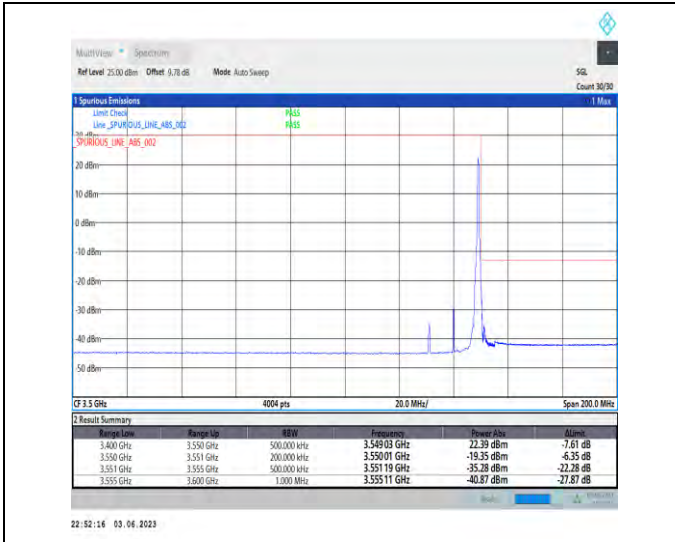 MultiView Spectrum
Ref Level 25.00 dBm Offset 9.78 dB Mode Auto Sweep SGL
Count 30/30
1 Spurious Emissions 1 Max
Limit Check PASS
Line _SPURIOUS_LINE_ABS_002 PASS
_SPURIOUS_LINE_ABS_002
20 dBm
10 dBm
0 dBm
-10 dBm
-20 dBm
-30 dBm
-40 dBm
-50 dBm
CF 3.5 GHz 4004 pts 20.0 MHz/ Span 200.0 MHz
2 Result Summary
Range Low Range Up RBW Frequency Power Abs ΔLimit
3.400 GHz 3.550 GHz 500.000 kHz 3.54903 GHz 22.39 dBm -7.61 dB
3.550 GHz 3.551 GHz 200.000 kHz 3.55001 GHz -19.35 dBm -6.35 dB
3.551 GHz 3.555 GHz 500.000 kHz 3.55119 GHz -35.28 dBm -22.28 dB
3.555 GHz 3.600 GHz 1.000 MHz 3.55511 GHz -40.87 dBm -27.87 dB
22:52:16 03.06.2023